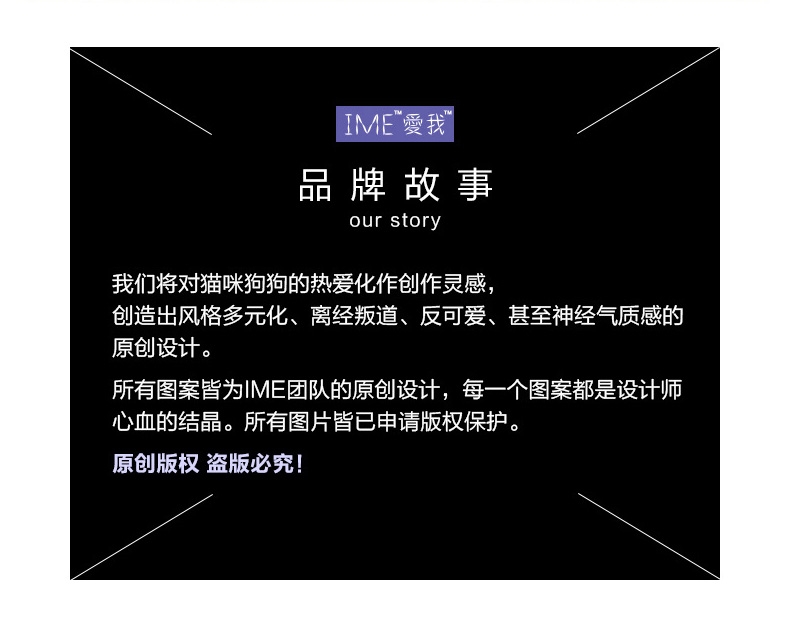 IME™愛我™
品牌故事
our story
我们将对猫咪狗狗的热爱化作创作灵感，
创造出风格多元化、离经叛道、反可爱、甚至神经气质感的
原创设计。
所有图案皆为IME团队的原创设计，每一个图案都是设计师
心血的结晶。所有图片皆已申请版权保护。
原创版权 盗版必究！